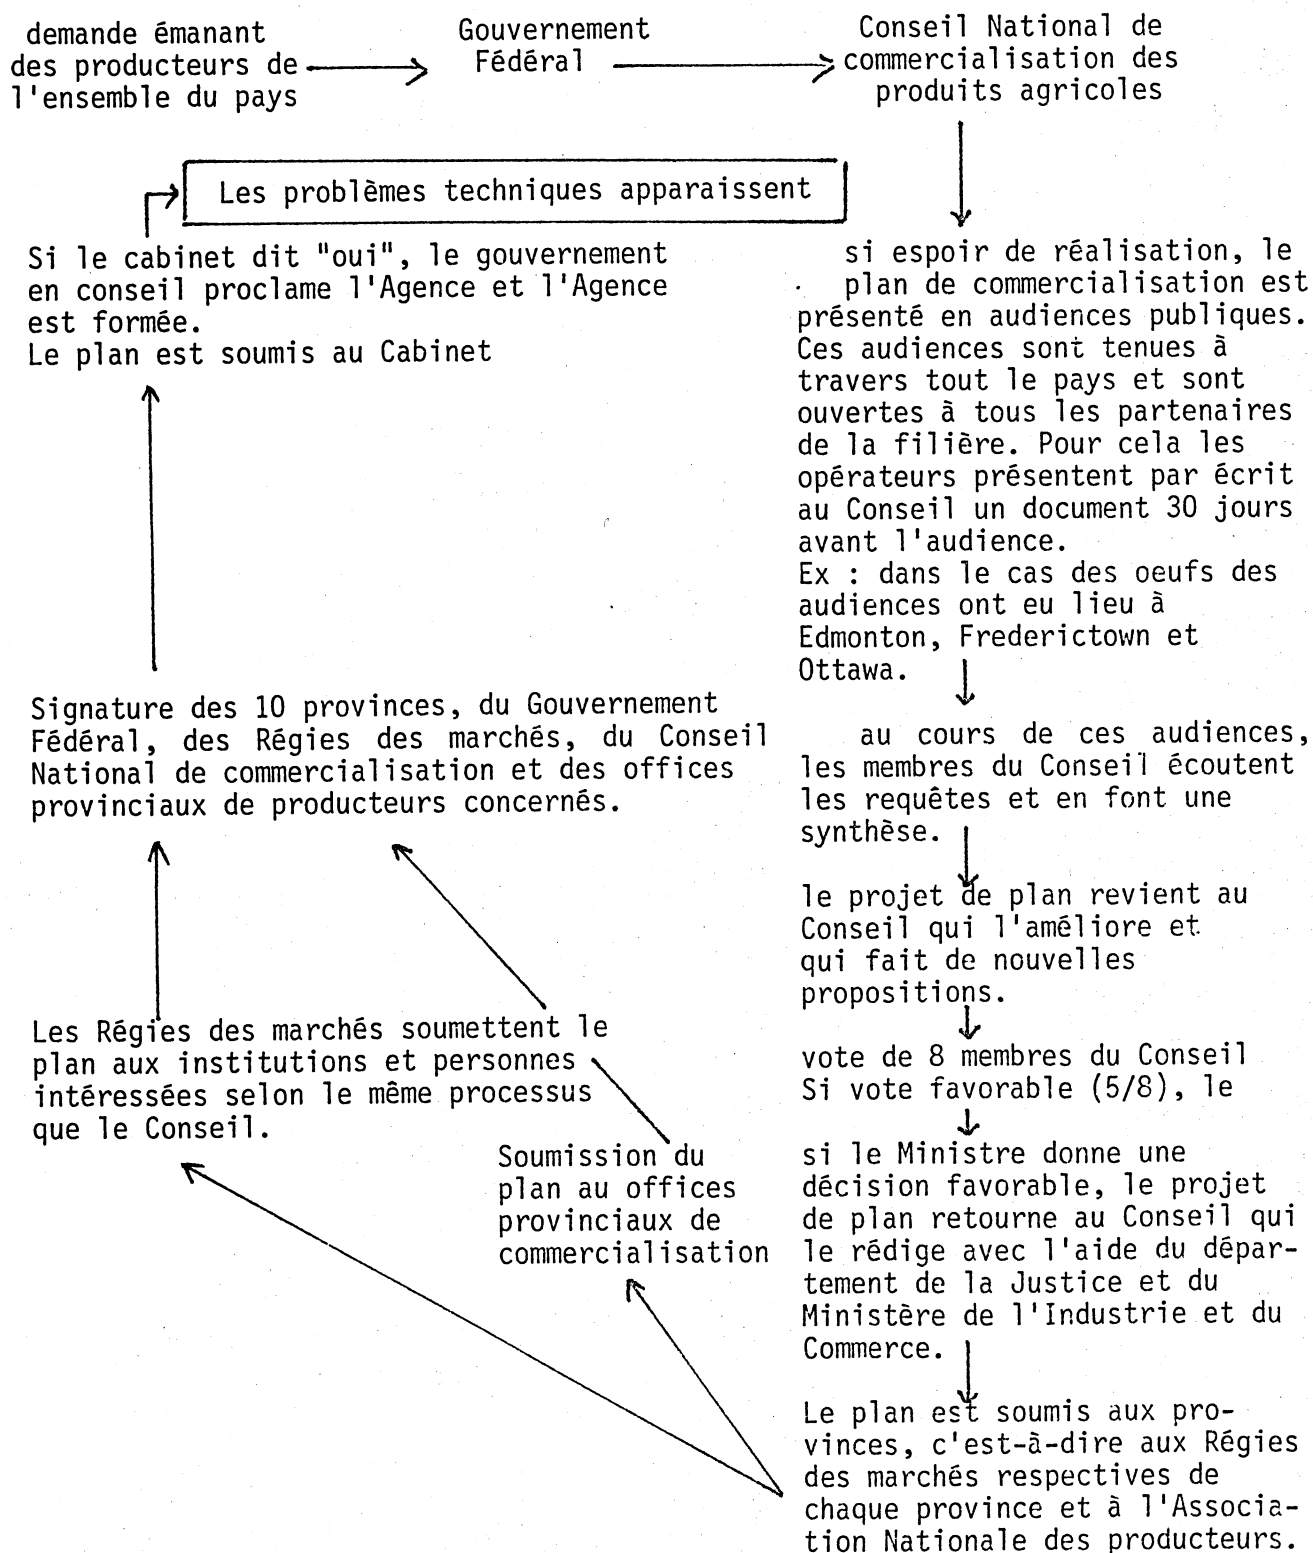 demande émanant
des producteurs de
l'ensemble du pays
Gouvernement
Fédéral
Conseil National de
commercialisation des
produits agricoles
si espoir de réalisation, le
plan de commercialisation est
présenté en audiences publiques.
Ces audiences sont tenues à
travers tout le pays et sont
ouvertes à tous les partenaires
de la filière. Pour cela les
opérateurs présentent par écrit
au Conseil un document 30 jours
avant l'audience.
Ex : dans le cas des oeufs des
audiences ont eu lieu à
Edmonton, Fredericktown et
Ottawa.
au cours de ces audiences,
les membres du Conseil écoutent
les requêtes et en font une
synthèse.
le projet de plan revient au
Conseil qui l'améliore et
qui fait de nouvelles
propositions.
vote de 8 membres du Conseil
Si vote favorable (5/8), le
si le Ministre donne une
décision favorable, le projet
de plan retourne au Conseil qui
le rédige avec l'aide du dépar-
tement de la Justice et du
Ministère de l'Industrie et du
Commerce.
Le plan est soumis aux pro-
vinces, c'est-à-dire aux Régies
des marchés respectives de
chaque province et à l'Associa-
tion Nationale des producteurs.
Soumission du
plan au offices
provinciaux de
commercialisation
Les Régies des marchés soumettent le
plan aux institutions et personnes
intéressées selon le même processus
que le Conseil.
Signature des 10 provinces, du Gouvernement
Fédéral, des Régies des marchés, du Conseil
National de commercialisation et des offices
provinciaux de producteurs concernés.
Si le cabinet dit "oui", le gouvernement
en conseil proclame l'Agence et l'Agence
est formée.
Le plan est soumis au Cabinet
Les problèmes techniques apparaissent